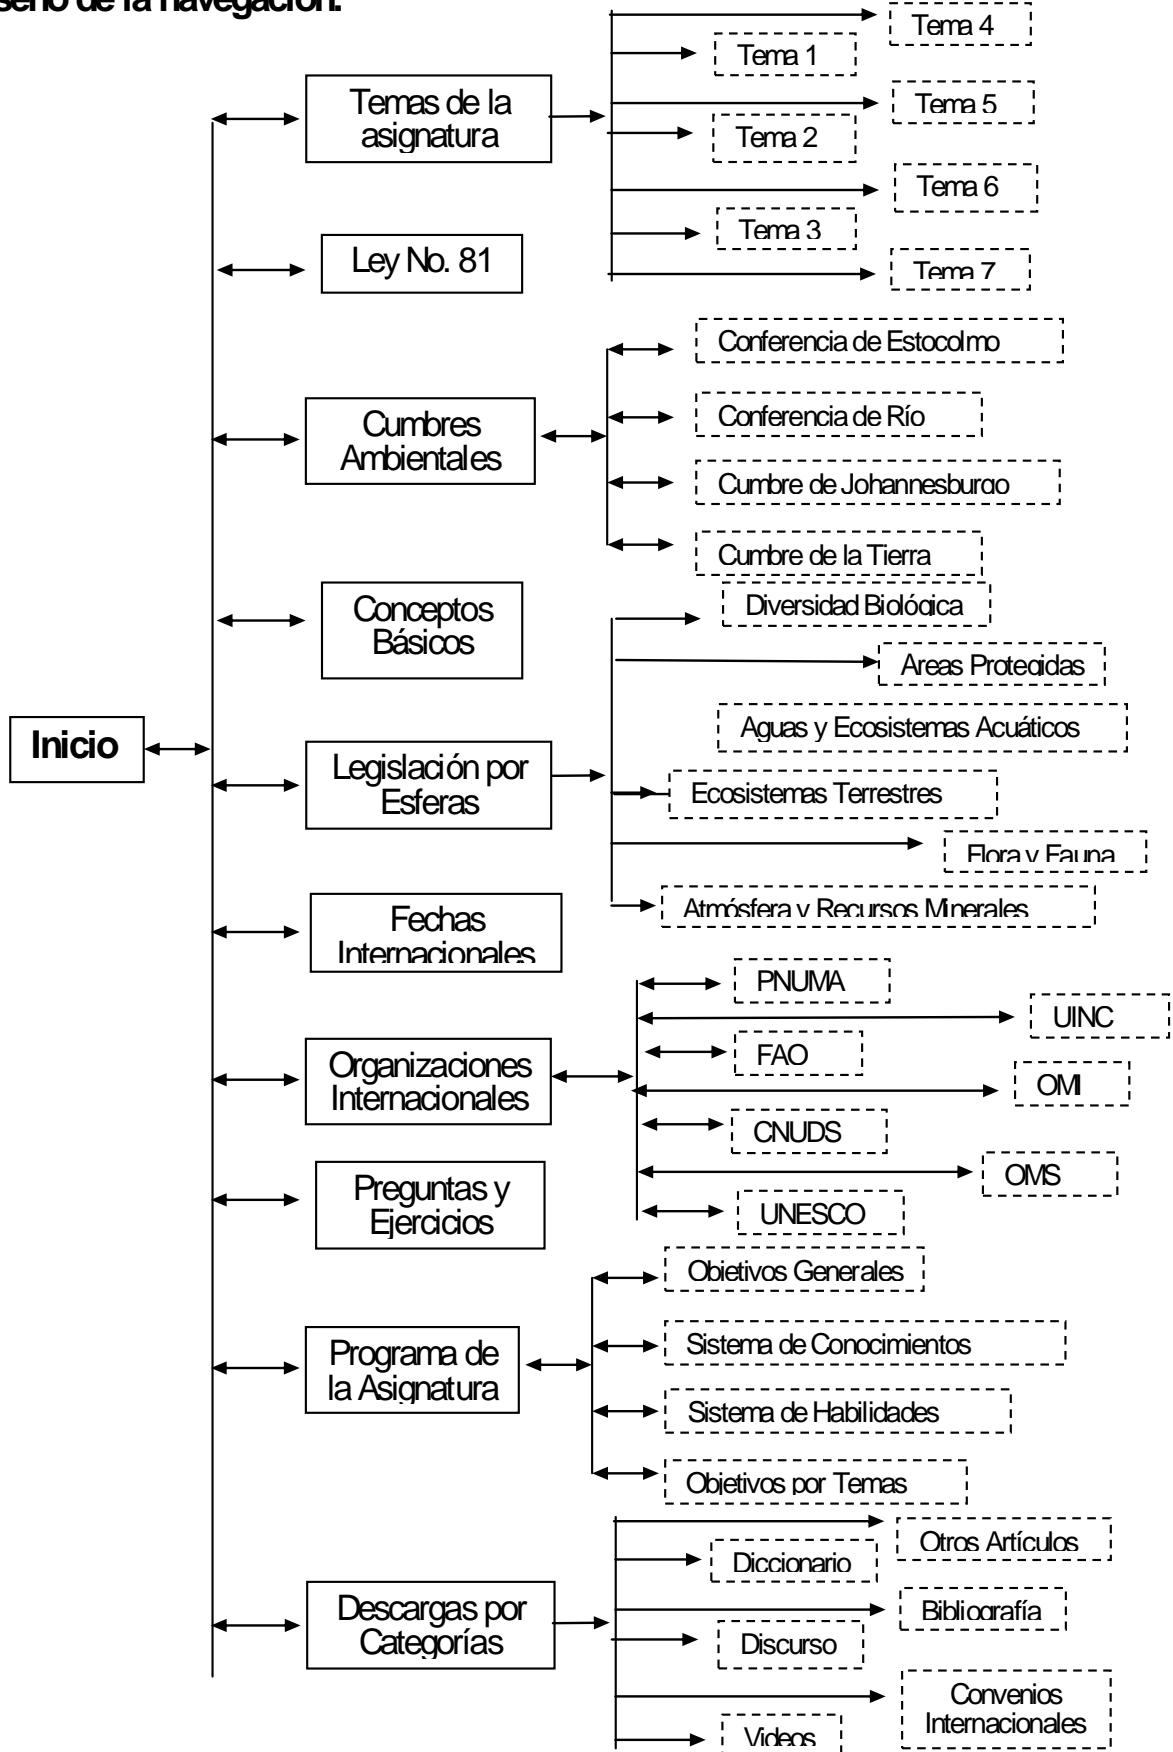 seño de la navegación.
Tema 4
Tema 1
Temas de la
asignatura
Tema 5
Tema 2
Tema 6
Tema 3
Ley No. 81
Tema 7
Conferencia de Estocolmo
Conferencia de Río
Cumbres
Ambientales
Cumbre de Johannesburgo
Cumbre de la Tierra
Conceptos
Básicos
Diversidad Biológica
Areas Protegidas
Inicio
Aguas y Ecosistemas Acuáticos
Legislación por
Esferas
Ecosistemas Terrestres
Flora y Fauna
Atmósfera y Recursos Minerales
Fechas
Internacionales
PNUMA
UINC
FAO
Organizaciones
Internacionales
OMI
CNUDS
OMS
UNESCO
Preguntas y
Ejercicios
Objetivos Generales
Sistema de Conocimientos
Programa de
la Asignatura
Sistema de Habilidades
Objetivos por Temas
Otros Artículos
Diccionario
Descargas por
Categorías
Bibliografía
Discurso
Convenios
Internacionales
Videos